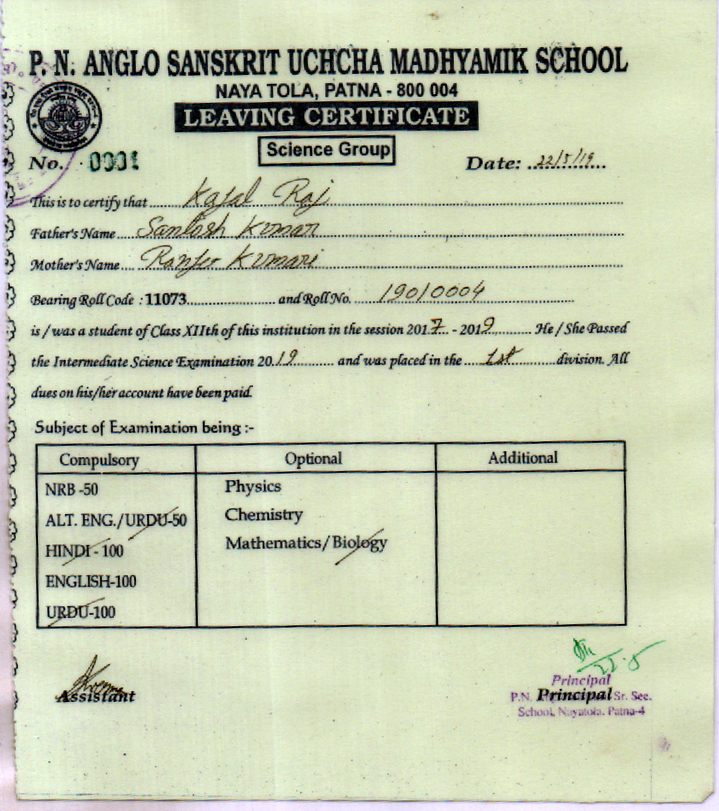 P. N. ANGLO SANSKRIT UCHCHA MADHYAMIK SCHOOL
NAYA TOLA, PATNA - 800 004
LEAVING CERTIFICATE
Science Group
No. 0001 Date: 22/5/19
This is to certify that Kajal Raj
Father's Name Santosh Kumar
Mother's Name Ranju Kumari
Bearing Roll Code : 11073 and Roll No. 19010004
is / was a student of Class XIIth of this institution in the session 2017 - 2019 He / She Passed
the Intermediate Science Examination 2019 and was placed in the 1st division. All
dues on his/her account have been paid.
Subject of Examination being :-
Compulsory Optional Additional
NRB -50 Physics
ALT. ENG./URDU-50 Chemistry
HINDI - 100 Mathematics/Biology
ENGLISH-100
URDU-100
22-5
Assistant
Principal
P.N. Principal Sr. Sec.
School, Nayatola, Patna-4